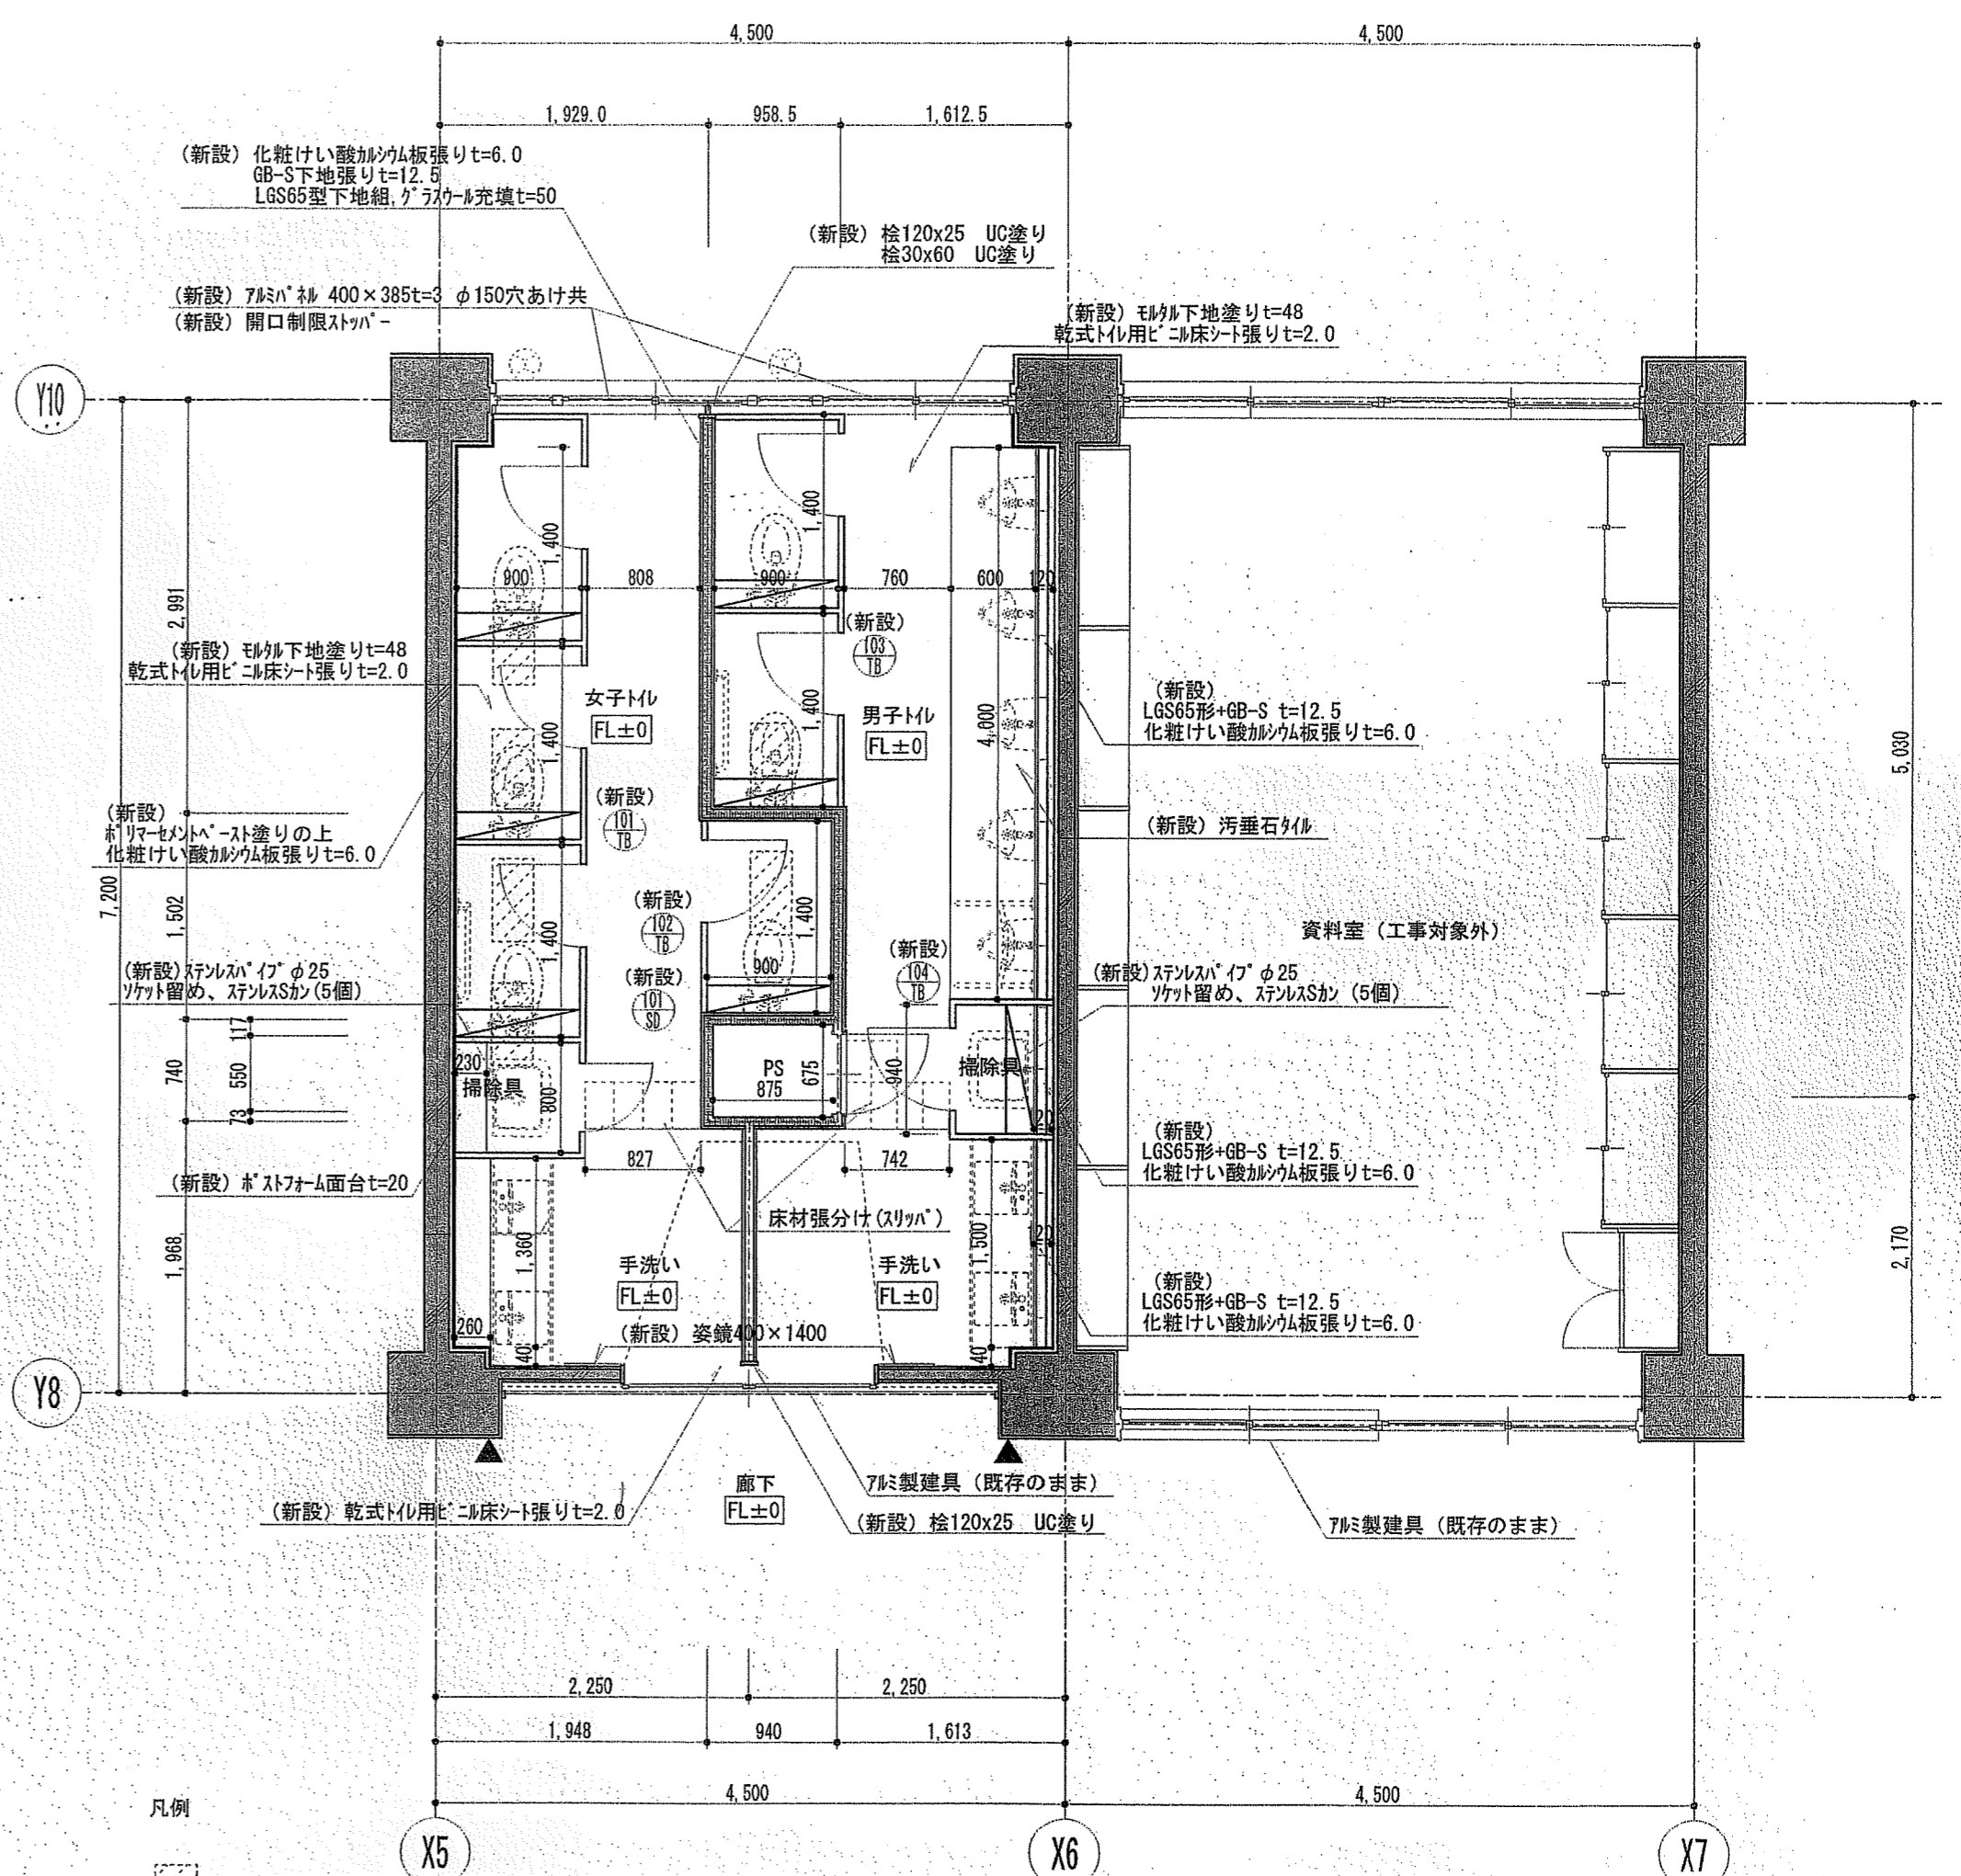 4,500
4,500
1,929.0
958.5
1,612.5
(新設) 化粧けい酸カルシウム板張りt=6.0
GB-S下地張りt=12.5
LGS65型下地組,グラスウール充填t=50
(新設) 桧120x25 UC塗り
桧30x60 UC塗り
(新設) アルミパネル 400×385t=3 φ150穴あけ共
(新設) 開口制限ストッパー
(新設) モルタル下地塗りt=48
乾式トイレ用ビニル床シート張りt=2.0
Y10
1,400
1,400
900
808
900
760
600
120
2,991
(新設)
103
TB
(新設) モルタル下地塗りt=48
乾式トイレ用ビニル床シート張りt=2.0
女子トイレ
FL±0
1,400
1,400
男子トイレ
FL±0
4,600
(新設)
LGS65形+GB-S t=12.5
化粧けい酸カルシウム板張りt=6.0
5,030
(新設)
101
TB
(新設)
ポリマーセメントペースト塗りの上
化粧けい酸カルシウム板張りt=6.0
(新設) 汚垂石タイル
7,200
1,502
(新設)
102
TB
1,400
1,400
資料室 (工事対象外)
(新設)
104
TB
(新設)ステンレスパイプφ25
ソケット留め、ステンレスSカン(5個)
(新設)
101
SD
900
(新設)ステンレスパイプφ25
ソケット留め、ステンレスSカン (5個)
117
740
550
73
230
掃除具
800
PS
875
675
940
掃除具
120
(新設)
LGS65形+GB-S t=12.5
化粧けい酸カルシウム板張りt=6.0
827
742
(新設) ポストフォーム面台t=20
床材張分け(スリッパ)
1,968
1,360
1,500
120
2,170
手洗い
FL±0
手洗い
FL±0
(新設)
LGS65形+GB-S t=12.5
化粧けい酸カルシウム板張りt=6.0
260
40
(新設) 姿鏡400×1400
40
Y8
廊下
FL±0
アルミ製建具 (既存のまま)
(新設) 乾式トイレ用ビニル床シート張りt=2.0
(新設) 桧120x25 UC塗り
アルミ製建具 (既存のまま)
2,250
2,250
1,948
940
1,613
4,500
4,500
凡例
X5
X6
X7